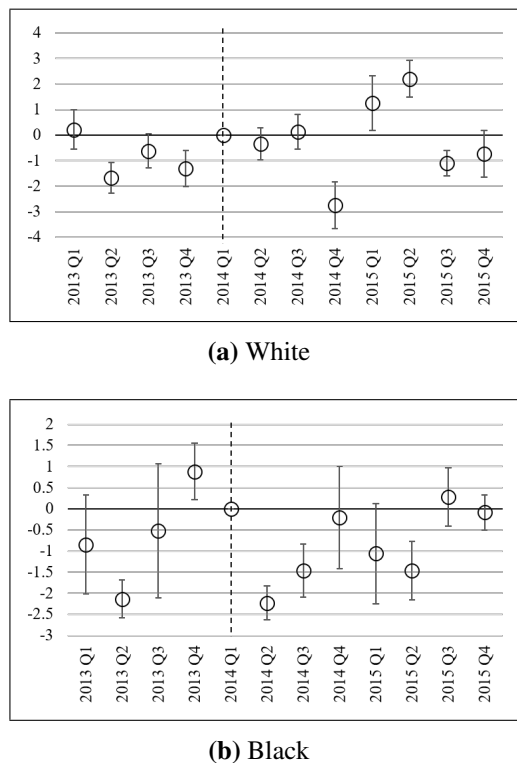 4
3
2
1
0
-1
-2
-3
-4
2013 Q1
2013 Q2
2013 Q3
2013 Q4
2014 Q1
2014 Q2
2014 Q3
2014 Q4
2015 Q1
2015 Q2
2015 Q3
2015 Q4
(a) White
2
1.5
1
0.5
0
-0.5
-1
-1.5
-2
-2.5
-3
2013 Q1
2013 Q2
2013 Q3
2013 Q4
2014 Q1
2014 Q2
2014 Q3
2014 Q4
2015 Q1
2015 Q2
2015 Q3
2015 Q4
(b) Black